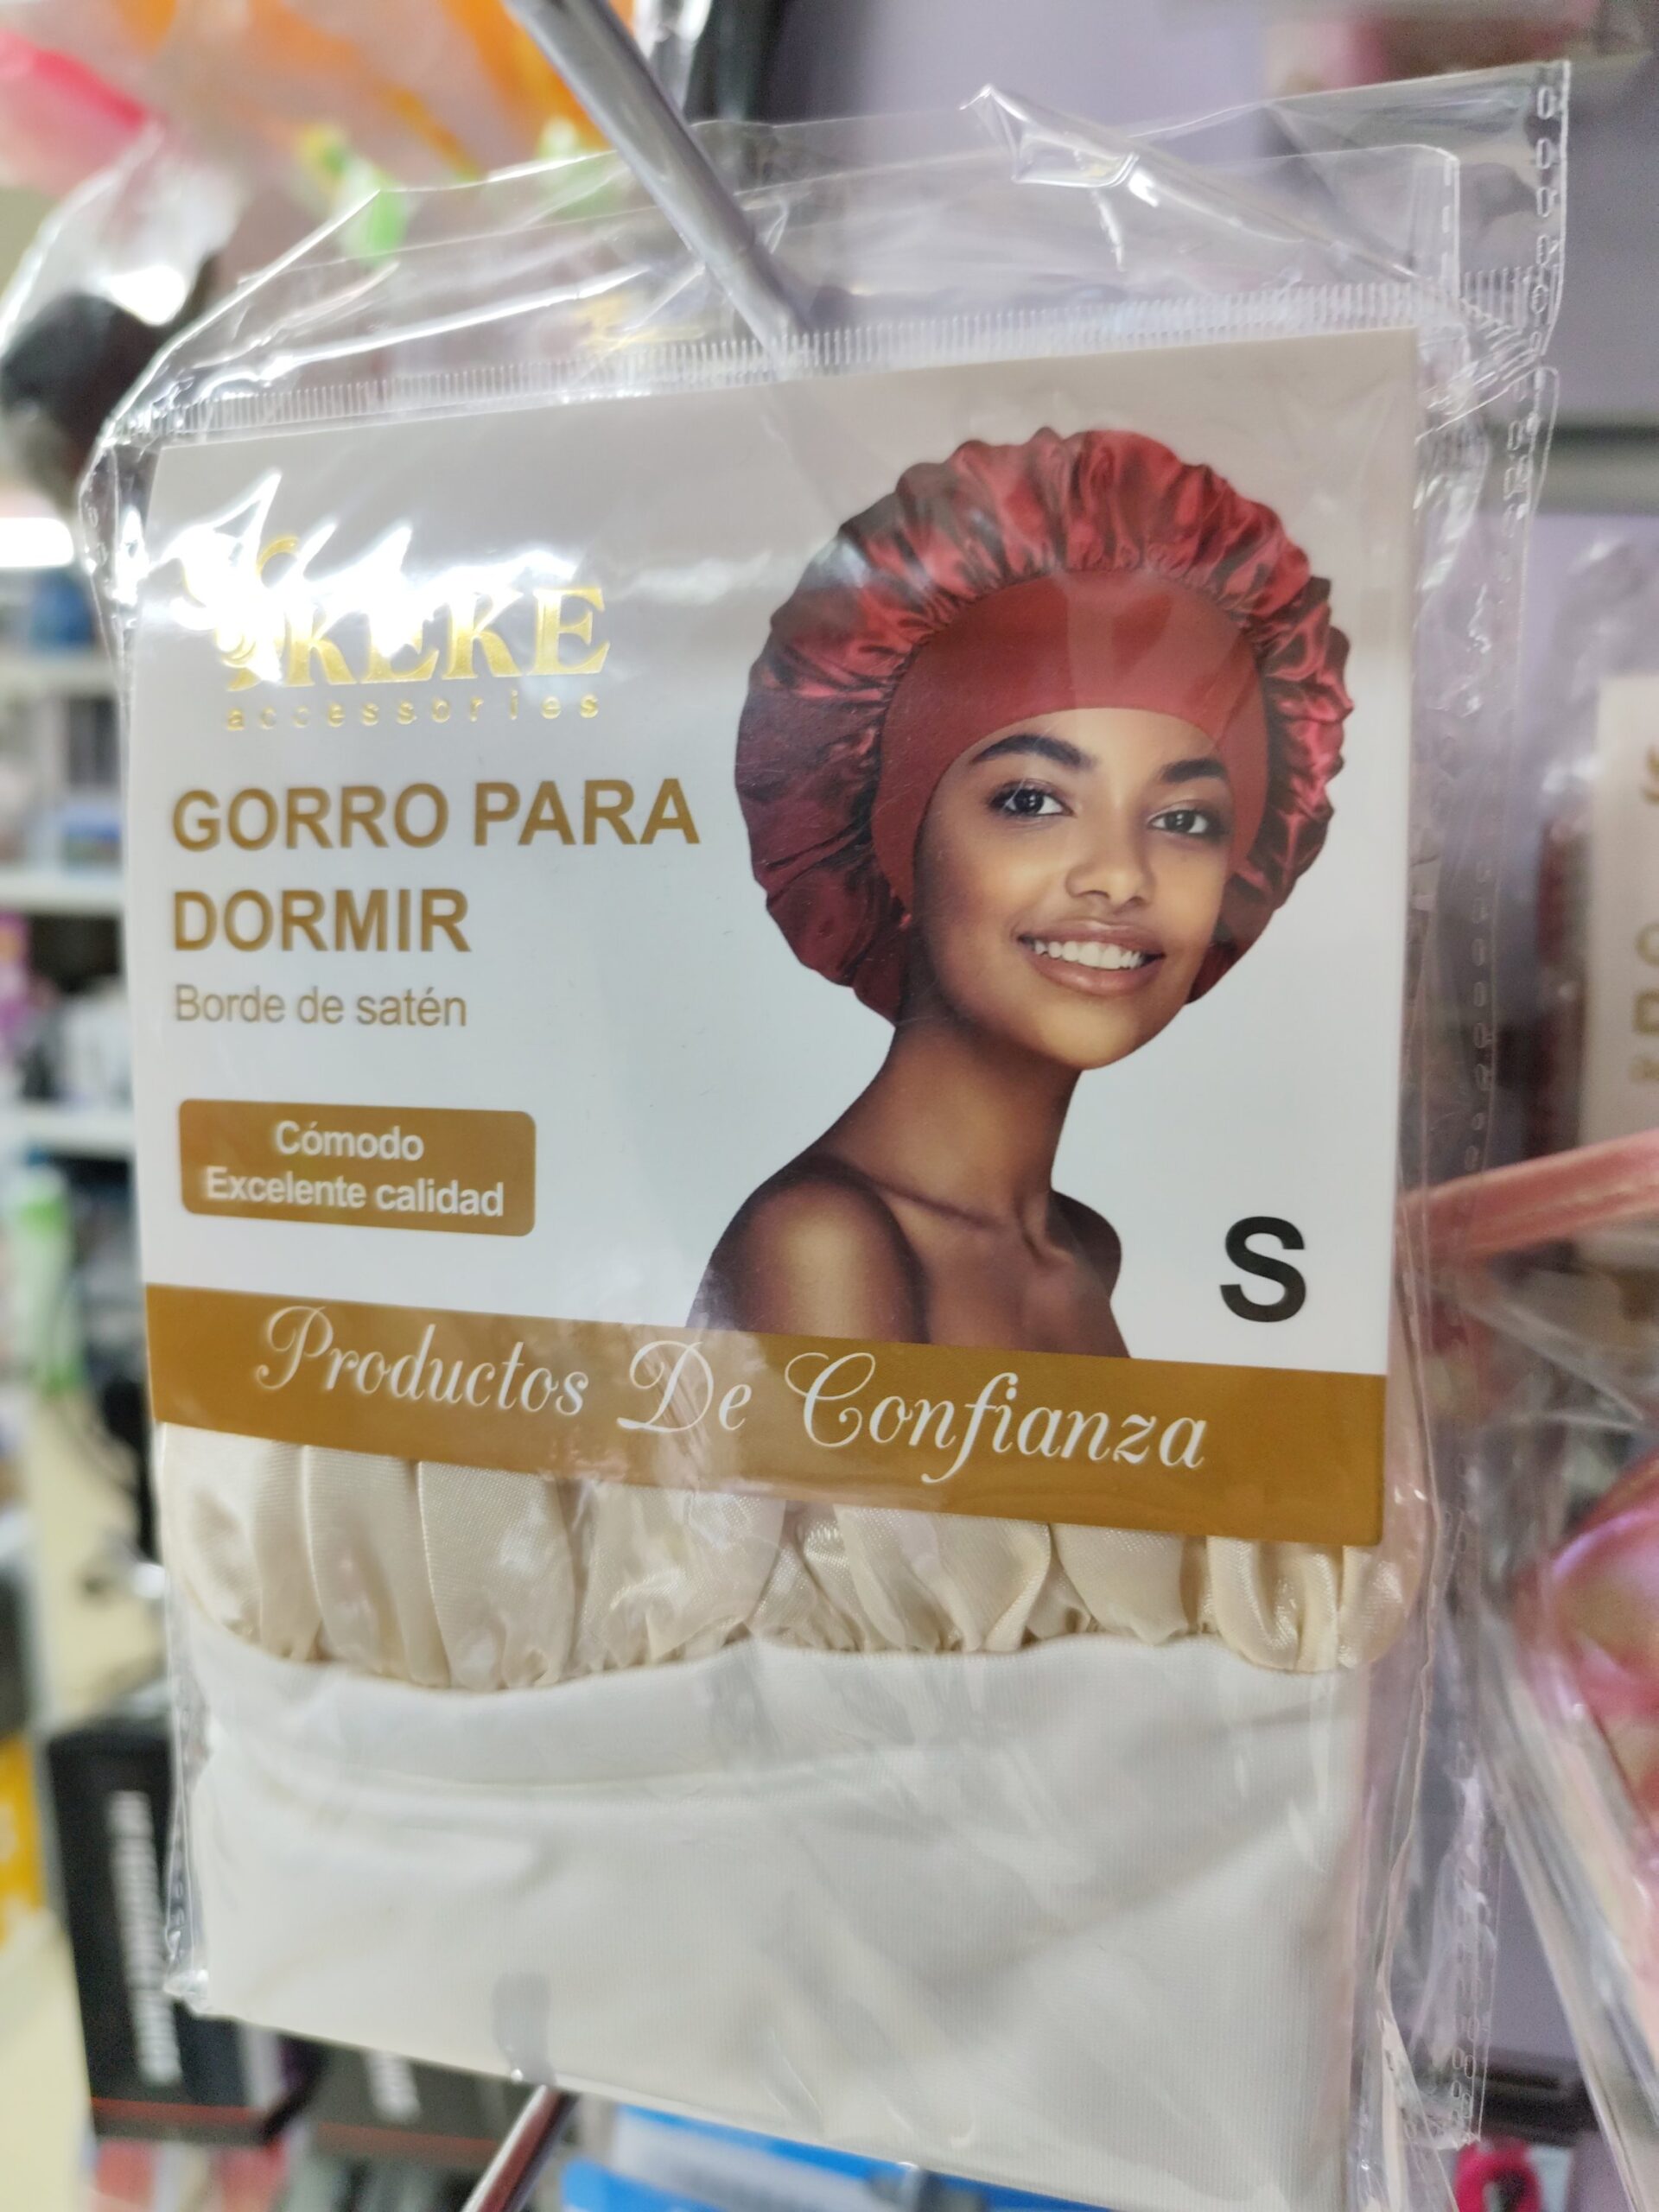 KEKE
accessories
GORRO PARA
DORMIR
Borde de satén
Cómodo
Excelente calidad
S
Productos De Confianza